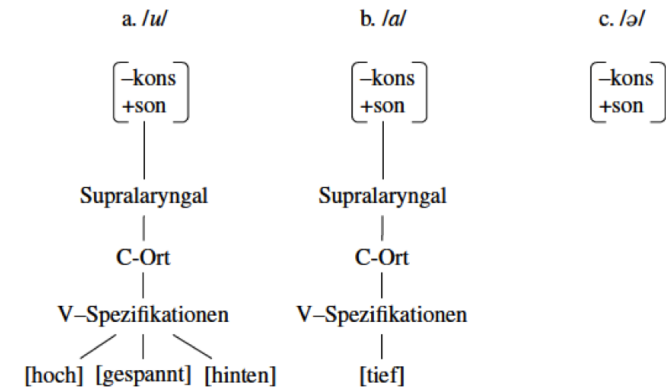 a. /u/ b. /a/ c. /ə/
–kons –kons –kons
+son +son +son
Supralaryngal Supralaryngal
C-Ort C-Ort
V–Spezifikationen V–Spezifikationen
[hoch] [gespannt] [hinten] [tief]